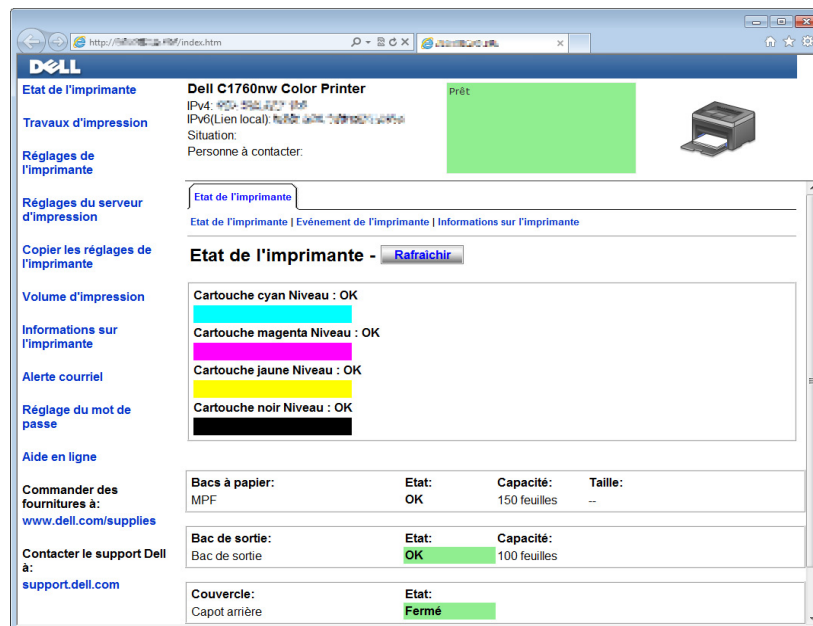 http://
/index.htm
DELL
Etat de l'imprimante
Travaux d'impression
Réglages de
l'imprimante
Réglages du serveur
d'impression
Copier les réglages de
l'imprimante
Volume d'impression
Informations sur
l'imprimante
Alerte courriel
Réglage du mot de
passe
Aide en ligne
Commander des
fournitures à:
www.dell.com/supplies
Contacter le support Dell
à:
support.dell.com
Dell C1760nw Color Printer
IPv4:
IPv6(Lien local):
Situation:
Personne à contacter:
Prêt
Etat de l'imprimante
Etat de l'imprimante | Evénement de l'imprimante | Informations sur l'imprimante
Etat de l'imprimante - Rafraîchir
Cartouche cyan Niveau : OK
Cartouche magenta Niveau : OK
Cartouche jaune Niveau : OK
Cartouche noir Niveau : OK
Bacs à papier: Etat: Capacité: Taille:
MPF OK 150 feuilles --
Bac de sortie: Etat: Capacité:
Bac de sortie OK 100 feuilles
Couvercle: Etat:
Capot arrière Fermé